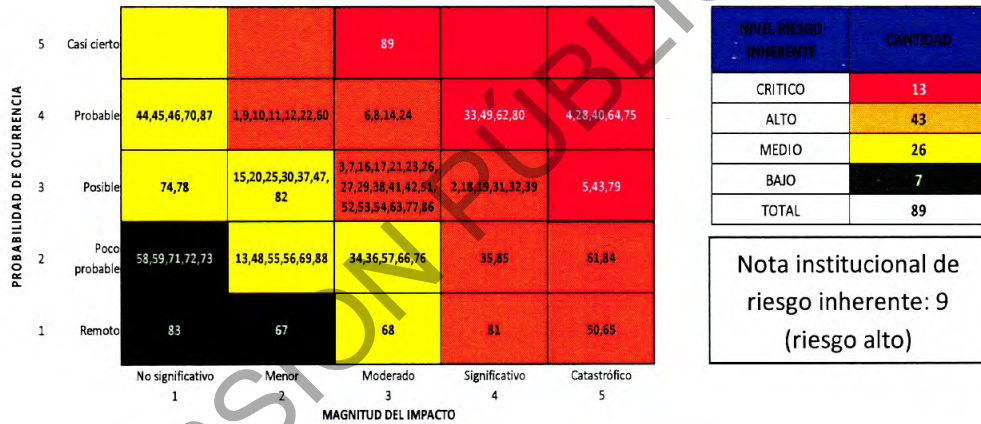 PROBABILIDAD DE OCURRENCIA
5 Casi cierto 89
4 Probable 44,45,46,70,87 1,9,10,11,12,22,60 6,8,14,24 33,49,62,80 4,28,40,64,75
3 Posible 74,78 15,20,25,30,37,47,
82 3,7,16,17,21,23,26,
27,29,38,41,42,51,
52,53,54,63,77,86 2,18,19,31,32,39 5,43,79
2 Poco
probable 58,59,71,72,73 13,48,55,56,69,88 34,36,57,66,76 35,85 61,84
1 Remoto 83 67 68 81 50,65
No significativo Menor Moderado Significativo Catastrófico
1 2 3 4 5
MAGNITUD DEL IMPACTO
NIVEL RIESGO
INHERENTE CANTIDAD
CRITICO 13
ALTO 43
MEDIO 26
BAJO 7
TOTAL 89
Nota institucional de
riesgo inherente: 9
(riesgo alto)
SIÓN PÚBLI